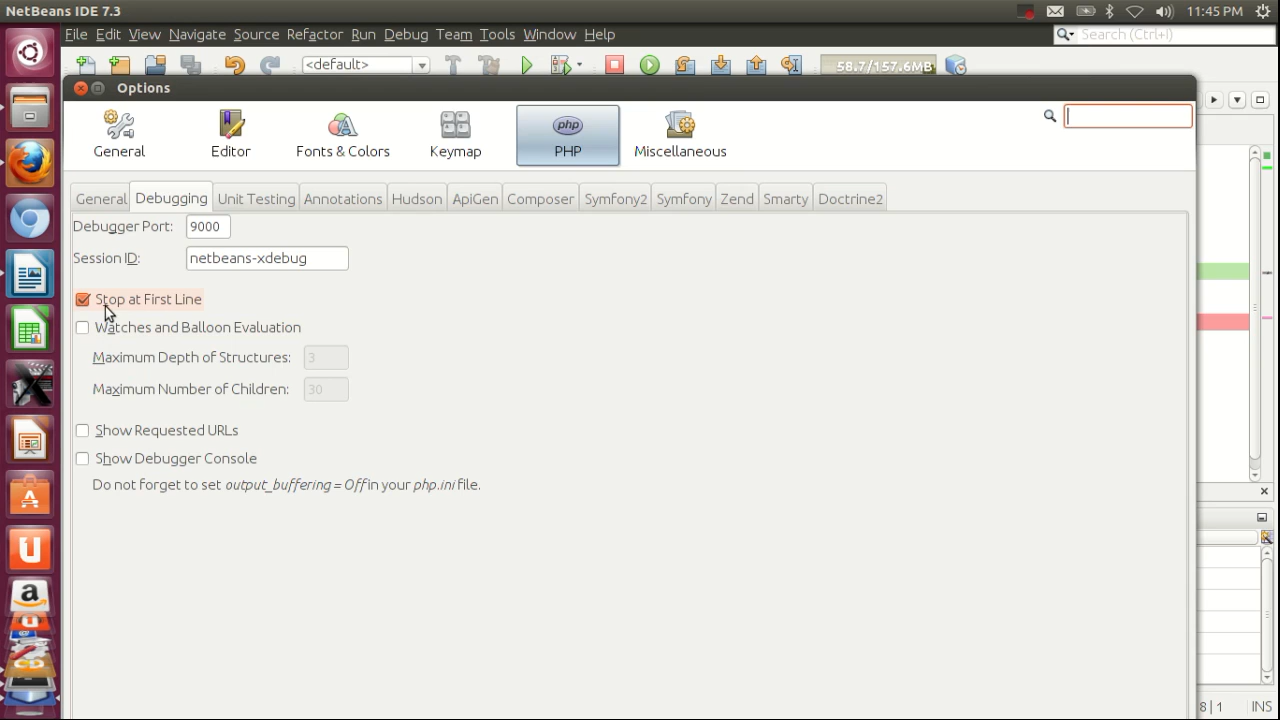 NetBeans IDE 7.3
11:45 PM
File Edit View Navigate Source Refactor Run Debug Team Tools Window Help
Search (Ctrl+I)
<default>
58.7/157.6MB
Options
General
Editor
Fonts & Colors
Keymap
php
PHP
Miscellaneous
General Debugging Unit Testing Annotations Hudson ApiGen Composer Symfony2 Symfony Zend Smarty Doctrine2
Debugger Port: 9000
Session ID: netbeans-xdebug
Stop at First Line
Watches and Balloon Evaluation
Maximum Depth of Structures: 3
Maximum Number of Children: 30
Show Requested URLs
Show Debugger Console
Do not forget to set output_buffering = Off in your php.ini file.
8|1 INS